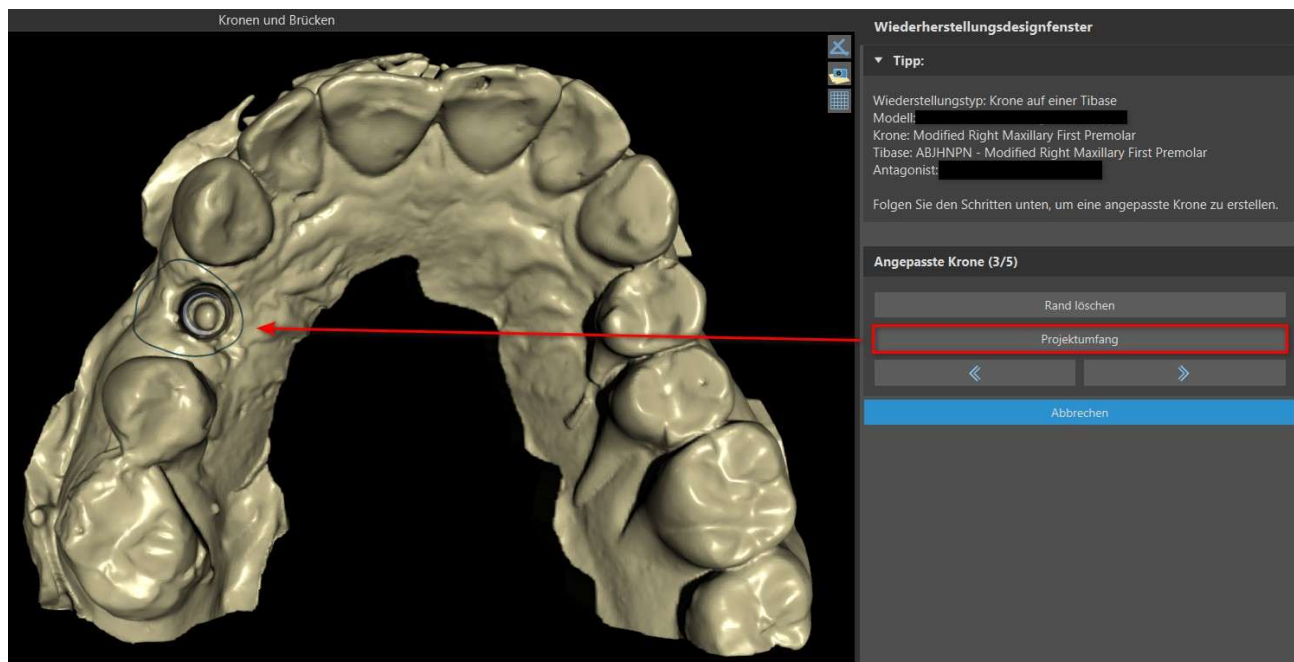 Kronen und Brücken
Wiederherstellungsdesignfenster
Tipp:
Wiederstellungstyp: Krone auf einer Tibase
Modell:
Krone: Modified Right Maxillary First Premolar
Tibase: ABJHNPN - Modified Right Maxillary First Premolar
Antagonist:
Folgen Sie den Schritten unten, um eine angepasste Krone zu erstellen.
Angepasste Krone (3/5)
Rand löschen
Projektumfang
Abbrechen